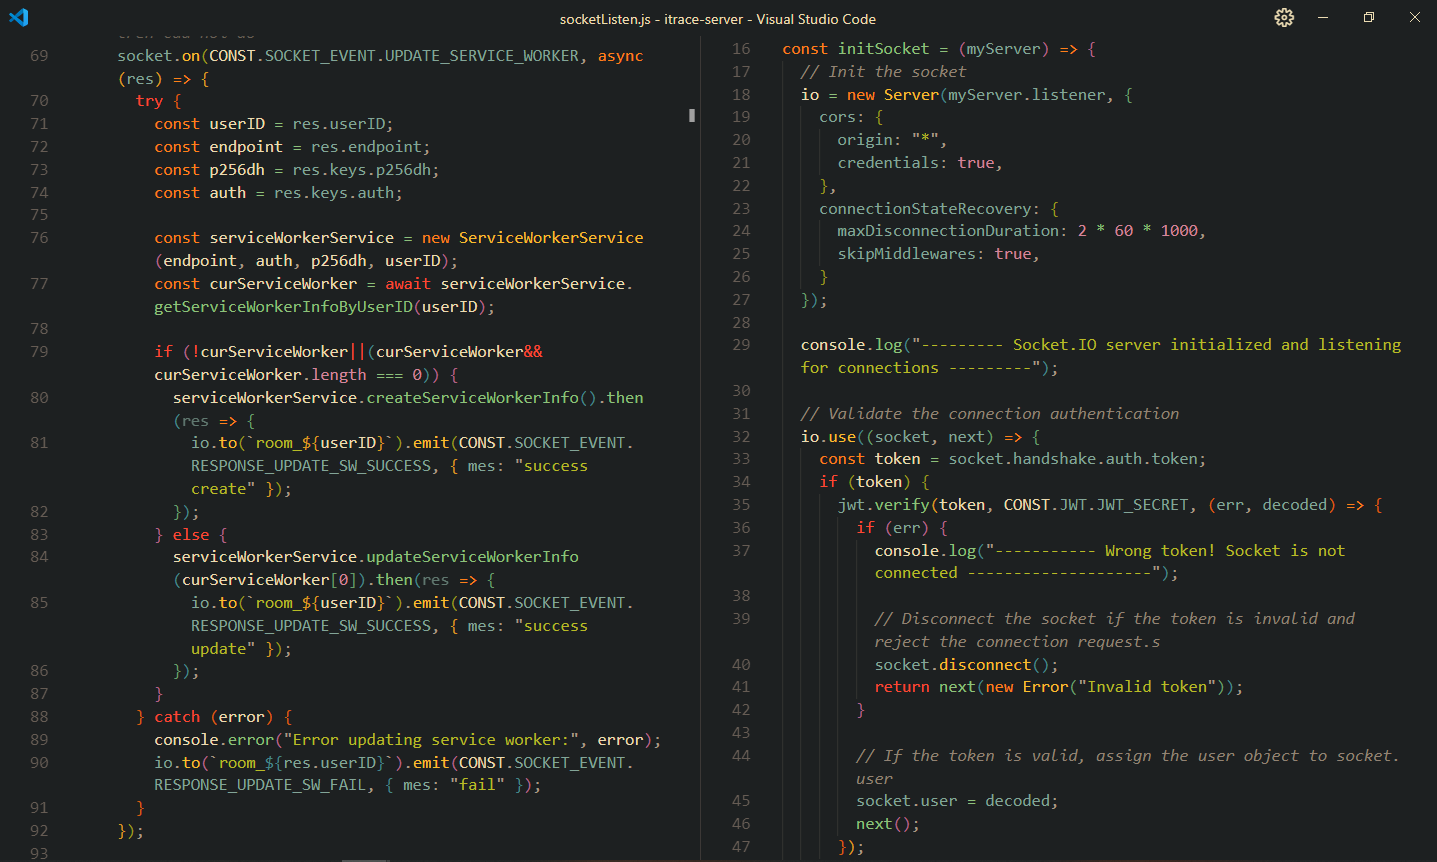 socketListen.js - itrace-server - Visual Studio Code
69 socket.on(CONST.SOCKET_EVENT.UPDATE_SERVICE_WORKER, async
(res) => {
70 try {
71 const userID = res.userID;
72 const endpoint = res.endpoint;
73 const p256dh = res.keys.p256dh;
74 const auth = res.keys.auth;
75
76 const serviceWorkerService = new ServiceWorkerService
(endpoint, auth, p256dh, userID);
77 const curServiceWorker = await serviceWorkerService.
getServiceWorkerInfoByUserID(userID);
78
79 if (!curServiceWorker||(curServiceWorker&&
curServiceWorker.length === 0)) {
80 serviceWorkerService.createServiceWorkerInfo().then
(res => {
81 io.to(`room_${userID}`).emit(CONST.SOCKET_EVENT.
RESPONSE_UPDATE_SW_SUCCESS, { mes: "success
create" });
82 });
83 } else {
84 serviceWorkerService.updateServiceWorkerInfo
(curServiceWorker[0]).then(res => {
85 io.to(`room_${userID}`).emit(CONST.SOCKET_EVENT.
RESPONSE_UPDATE_SW_SUCCESS, { mes: "success
update" });
86 });
87 }
88 } catch (error) {
89 console.error("Error updating service worker:", error);
90 io.to(`room_${res.userID}`).emit(CONST.SOCKET_EVENT.
RESPONSE_UPDATE_SW_FAIL, { mes: "fail" });
91 }
92 });
93
16 const initSocket = (myServer) => {
17 // Init the socket
18 io = new Server(myServer.listener, {
19 cors: {
20 origin: "*",
21 credentials: true,
22 },
23 connectionStateRecovery: {
24 maxDisconnectionDuration: 2 * 60 * 1000,
25 skipMiddlewares: true,
26 }
27 });
28
29 console.log("--------- Socket.IO server initialized and listening
for connections ---------");
30
31 // Validate the connection authentication
32 io.use((socket, next) => {
33 const token = socket.handshake.auth.token;
34 if (token) {
35 jwt.verify(token, CONST.JWT.JWT_SECRET, (err, decoded) => {
36 if (err) {
37 console.log("----------- Wrong token! Socket is not
connected --------------------");
38
39 // Disconnect the socket if the token is invalid and
reject the connection request.s
40 socket.disconnect();
41 return next(new Error("Invalid token"));
42 }
43
44 // If the token is valid, assign the user object to socket.
user
45 socket.user = decoded;
46 next();
47 });